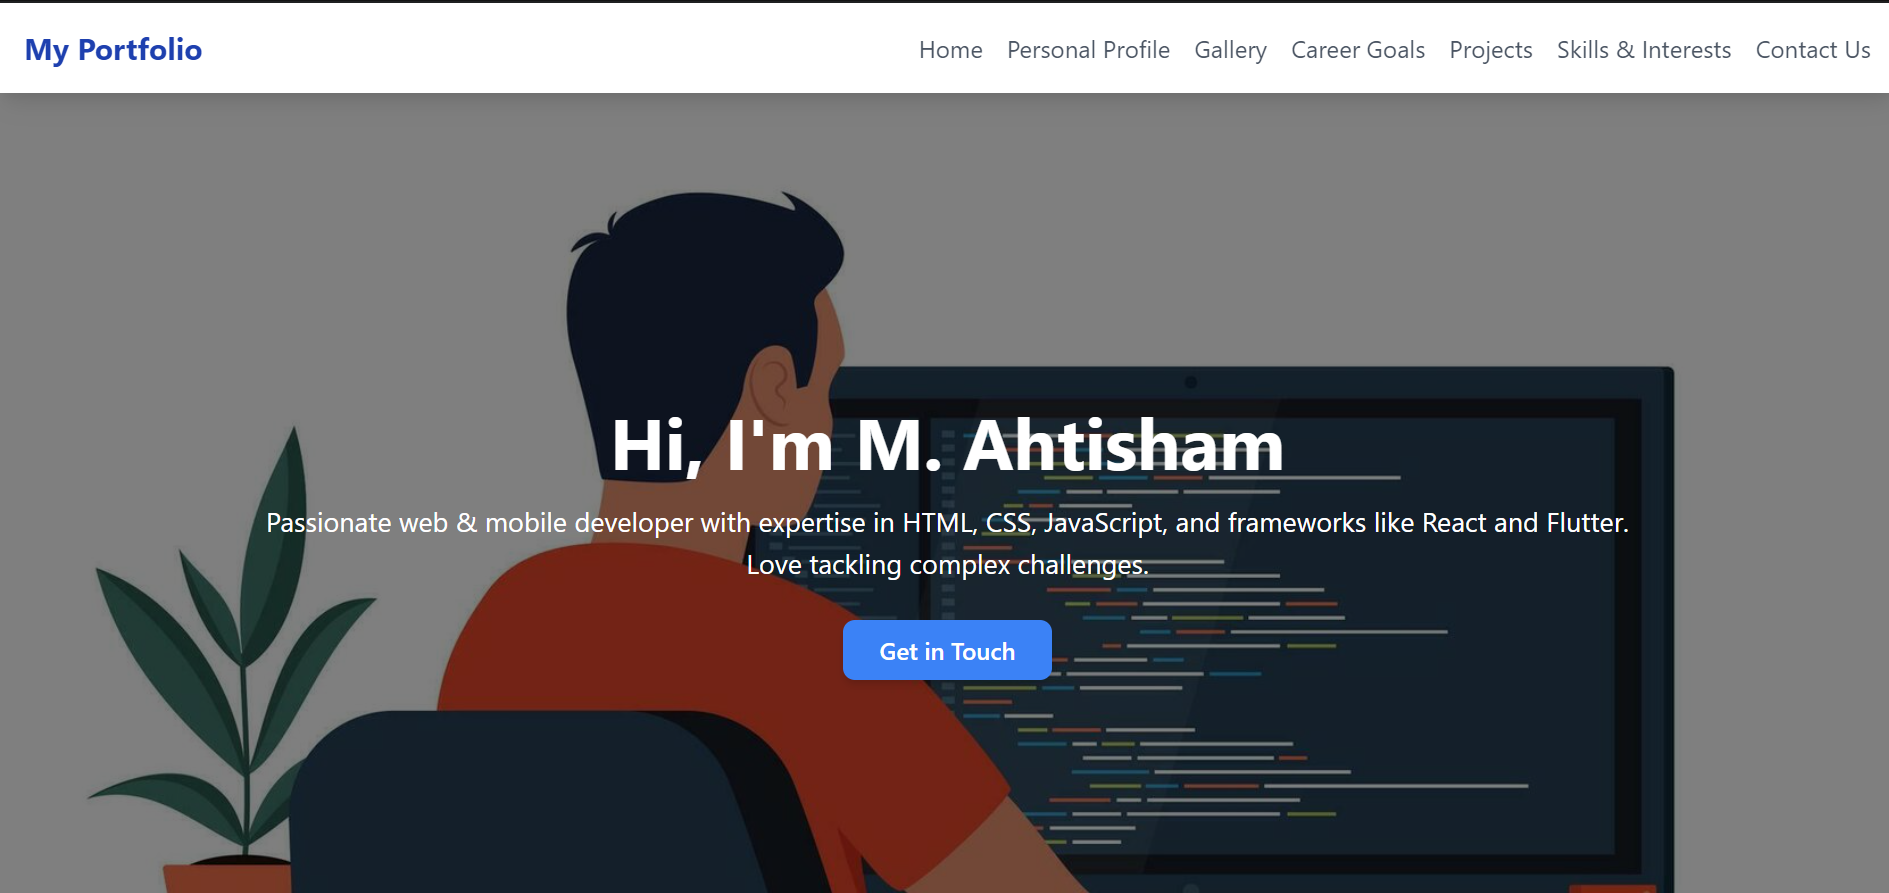 My Portfolio
Home Personal Profile Gallery Career Goals Projects Skills & Interests Contact Us
Hi, I'm M. Ahtisham
Passionate web & mobile developer with expertise in HTML, CSS, JavaScript, and frameworks like React and Flutter.
Love tackling complex challenges.
Get in Touch